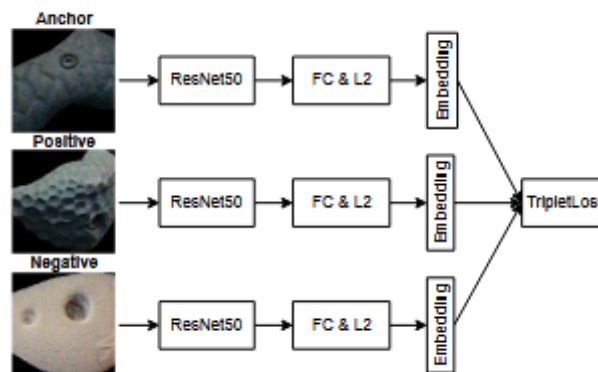 Anchor
ResNet50
FC & L2
Embedding
Positive
ResNet50
FC & L2
Embedding
TripletLos
Negative
ResNet50
FC & L2
Embedding